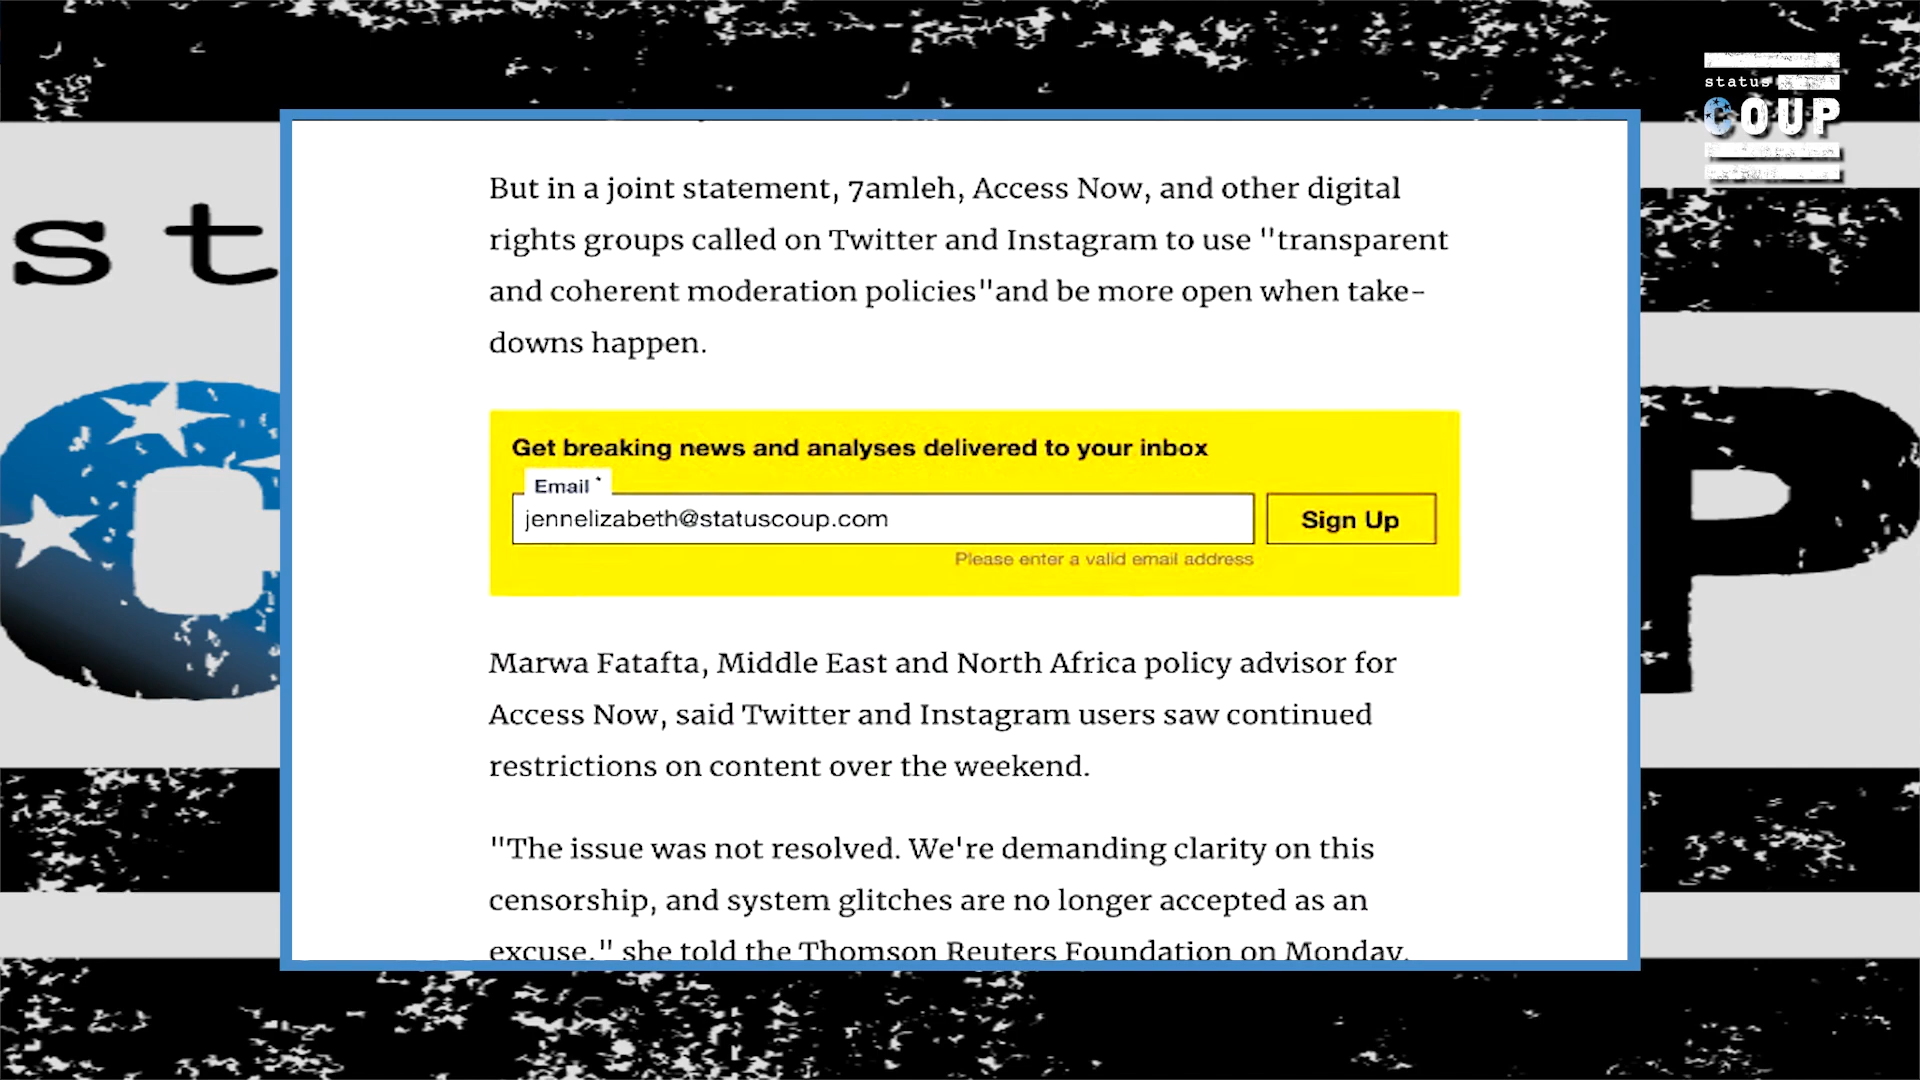 status
COUP
st
C
P
But in a joint statement, 7amleh, Access Now, and other digital
rights groups called on Twitter and Instagram to use "transparent
and coherent moderation policies"and be more open when take-
downs happen.
Get breaking news and analyses delivered to your inbox
Email *
jennelizabeth@statuscoup.com
Sign Up
Please enter a valid email address
Marwa Fatafta, Middle East and North Africa policy advisor for
Access Now, said Twitter and Instagram users saw continued
restrictions on content over the weekend.
"The issue was not resolved. We're demanding clarity on this
censorship, and system glitches are no longer accepted as an
excuse," she told the Thomson Reuters Foundation on Monday.